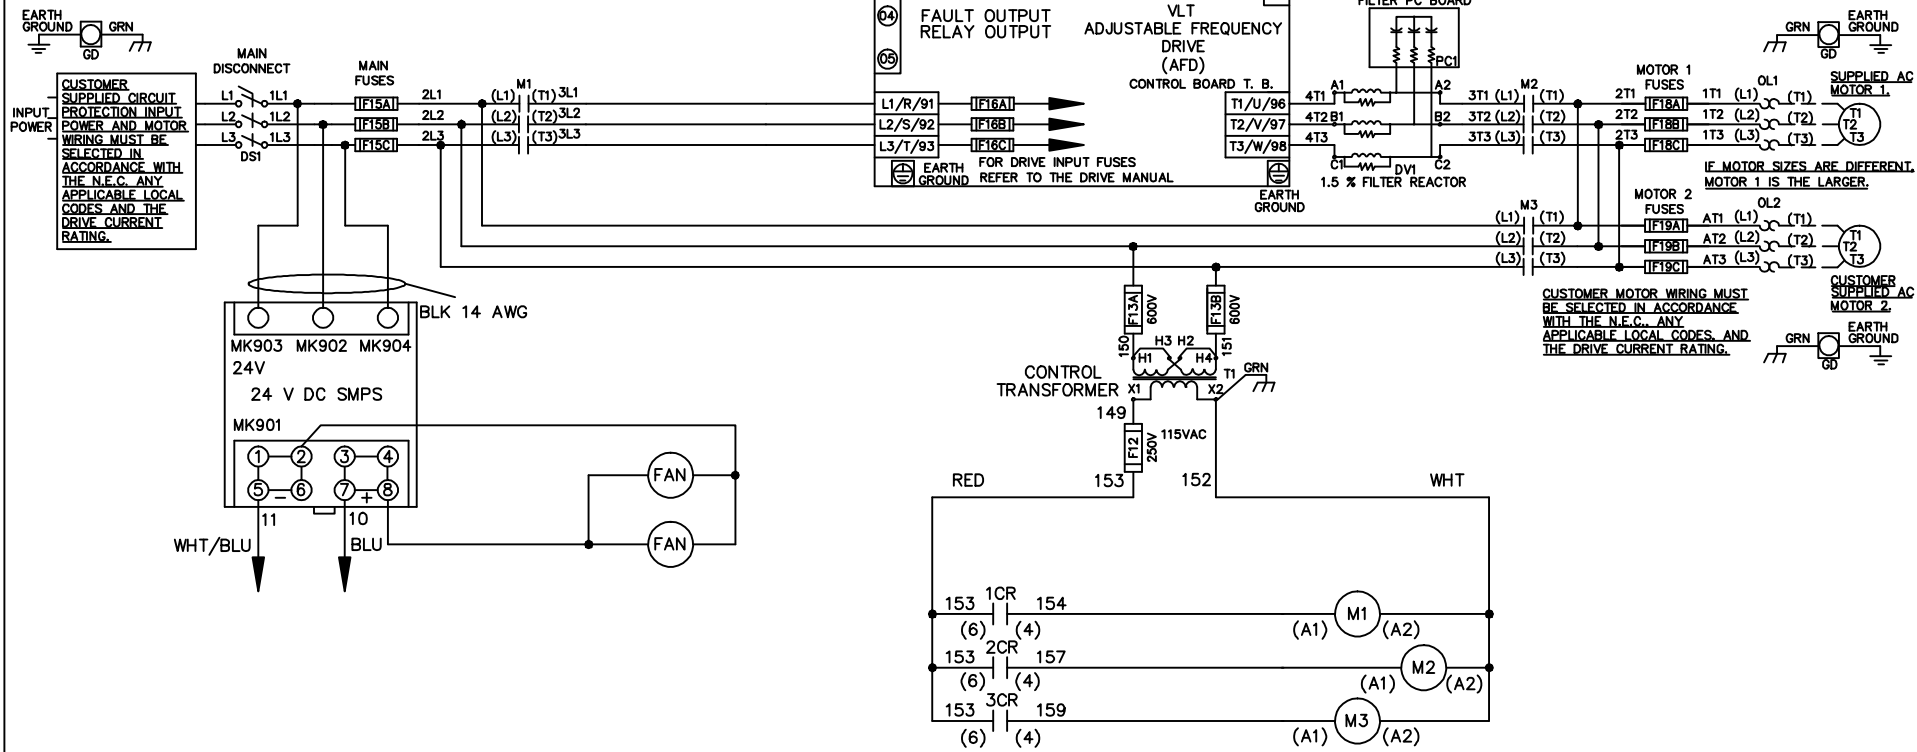 EARTH
GROUND
GRN
GD
CUSTOMER
SUPPLIED CIRCUIT
PROTECTION INPUT
POWER AND MOTOR
WIRING MUST BE
SELECTED IN
ACCORDANCE WITH
THE N.E.C. ANY
APPLICABLE LOCAL
CODES AND THE
DRIVE CURRENT
RATING.
INPUT
POWER
MAIN
DISCONNECT
L1 1L1
L2 1L2
L3 1L3
DS1
MAIN
FUSES
F15A 2L1
F15B 2L2
F15C 2L3
M1
(L1) (T1) 3L1
(L2) (T2) 3L2
(L3) (T3) 3L3
04 FAULT OUTPUT
RELAY OUTPUT
05
VLT
ADJUSTABLE FREQUENCY
DRIVE
(AFD)
CONTROL BOARD T. B.
L1/R/91 F16A
L2/S/92 F16B
L3/T/93 F16C
T1/U/96
T2/V/97
T3/W/98
FOR DRIVE INPUT FUSES
REFER TO THE DRIVE MANUAL
EARTH
GROUND
EARTH
GROUND
FILTER PC BOARD
PC1
4T1 A1 A2
4T2 B1 B2
4T3 C1 C2
DV1
1.5 % FILTER REACTOR
M2
3T1 (L1) (T1)
3T2 (L2) (T2)
3T3 (L3) (T3)
MOTOR 1
FUSES
2T1 F18A 1T1 (L1) (T1)
2T2 F18B 1T2 (L2) (T2)
2T3 F18C 1T3 (L3) (T3)
OL1
T1
T2
T3
GRN
GD
EARTH
GROUND
SUPPLIED AC
MOTOR 1.
IF MOTOR SIZES ARE DIFFERENT,
MOTOR 1 IS THE LARGER.
M3
(L1) (T1)
(L2) (T2)
(L3) (T3)
MOTOR 2
FUSES
F19A AT1 (L1) (T1)
F19B AT2 (L2) (T2)
F19C AT3 (L3) (T3)
OL2
T1
T2
T3
CUSTOMER
SUPPLIED AC
MOTOR 2.
CUSTOMER MOTOR WIRING MUST
BE SELECTED IN ACCORDANCE
WITH THE N.E.C., ANY
APPLICABLE LOCAL CODES, AND
THE DRIVE CURRENT RATING.
GRN
GD
EARTH
GROUND
BLK 14 AWG
MK903 MK902 MK904
24V
24 V DC SMPS
MK901
1 2 3 4
5 - 6 7 + 8
11 10
WHT/BLU BLU
FAN
FAN
F13A
600V
F13B
600V
150
151
H3 H2
H1 H4
CONTROL
TRANSFORMER
T1
GRN
X1 X2
149
F12
250V
115VAC
153 152
RED WHT
1CR
153 154
(6) (4)
M1
(A1) (A2)
2CR
153 157
(6) (4)
M2
(A1) (A2)
3CR
153 159
(6) (4)
M3
(A1) (A2)